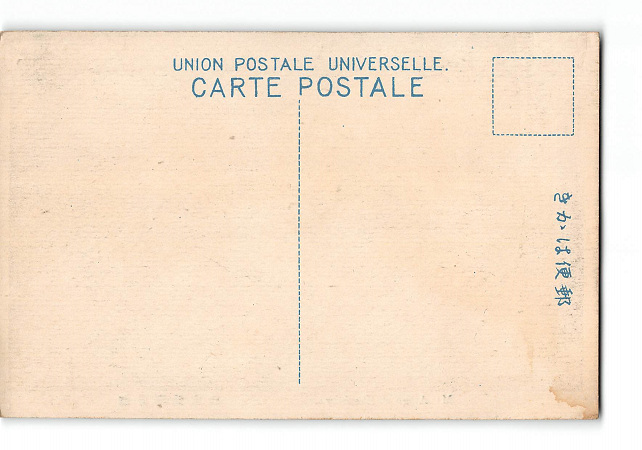 UNION POSTALE UNIVERSELLE.
CARTE POSTALE
きかは便郵